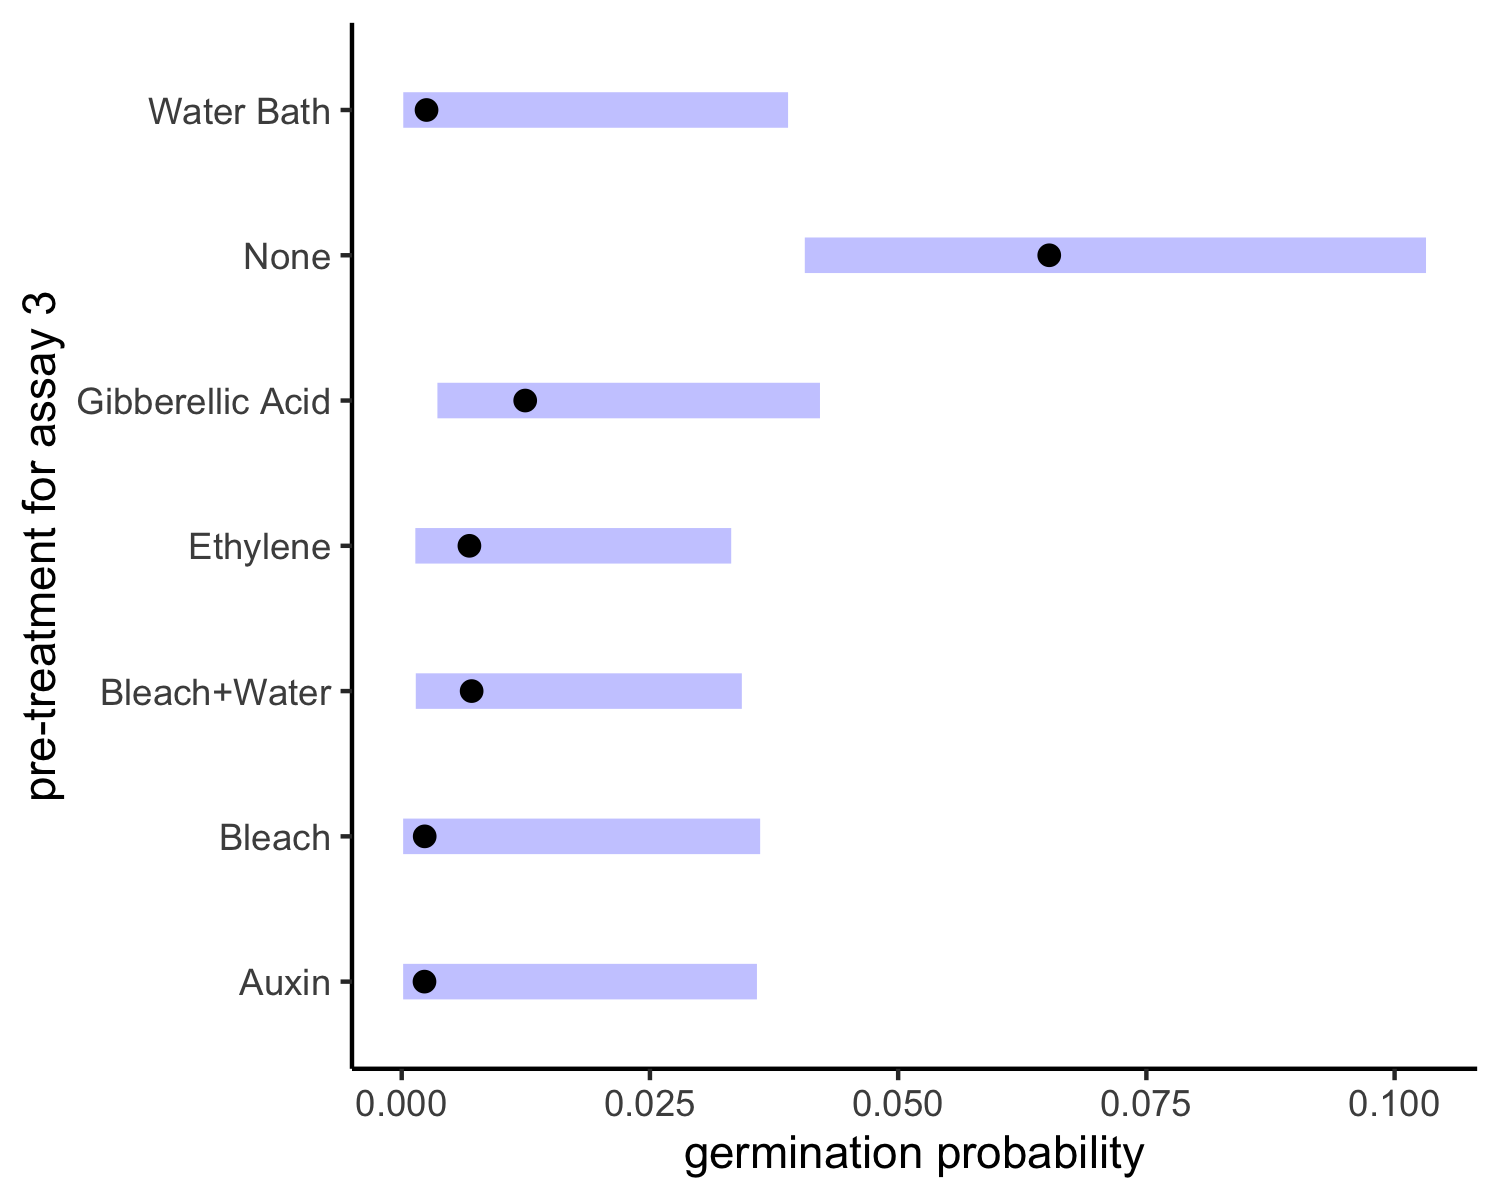 pre-treatment for assay 3
Water Bath
None
Gibberellic Acid
Ethylene
Bleach+Water
Bleach
Auxin
0.000 0.025 0.050 0.075 0.100
germination probability